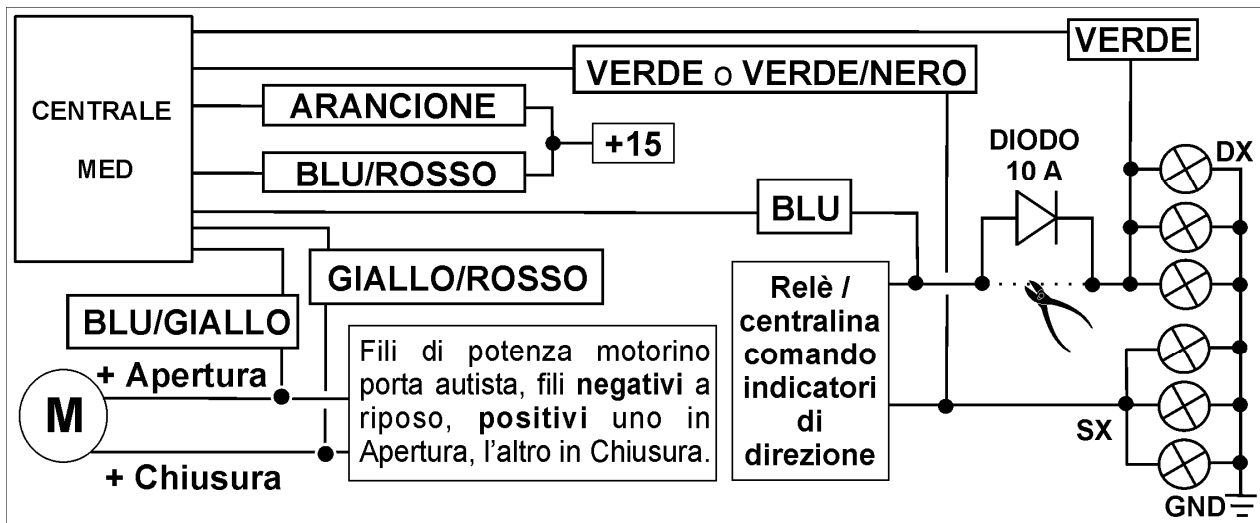 CENTRALE
MED
VERDE
VERDE o VERDE/NERO
ARANCIONE
+15
BLU/ROSSO
BLU
DIODO
10 A
DX
GIALLO/ROSSO
BLU/GIALLO
+ Apertura
M
+ Chiusura
Fili di potenza motorino
porta autista, fili negativi a
riposo, positivi uno in
Apertura, l'altro in Chiusura.
Relè /
centralina
comando
indicatori
di
direzione
SX
GND